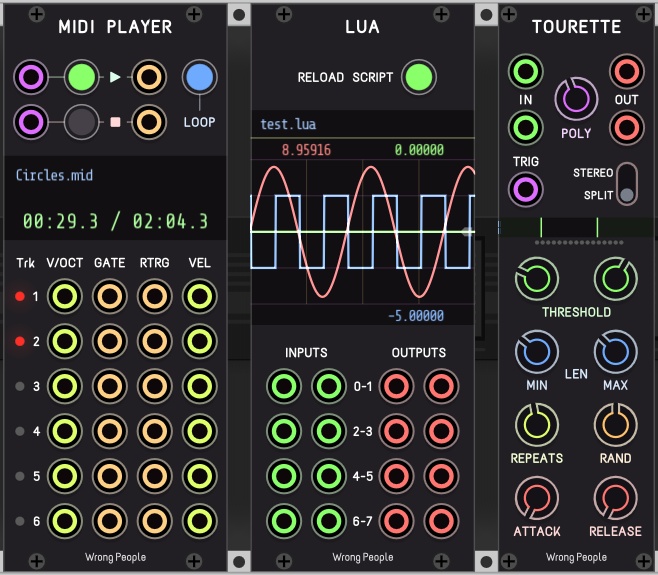 MIDI PLAYER
LOOP
Circles.mid
00:29.3 / 02:04.3
Trk V/OCT GATE RTRG VEL
1
2
3
4
5
6
Wrong People
LUA
RELOAD SCRIPT
test.lua
8.95916 0.00000
-5.00000
INPUTS OUTPUTS
0-1
2-3
4-5
6-7
Wrong People
TOURETTE
IN OUT
POLY
TRIG
STEREO
SPLIT
THRESHOLD
MIN LEN MAX
REPEATS RAND
ATTACK RELEASE
Wrong People